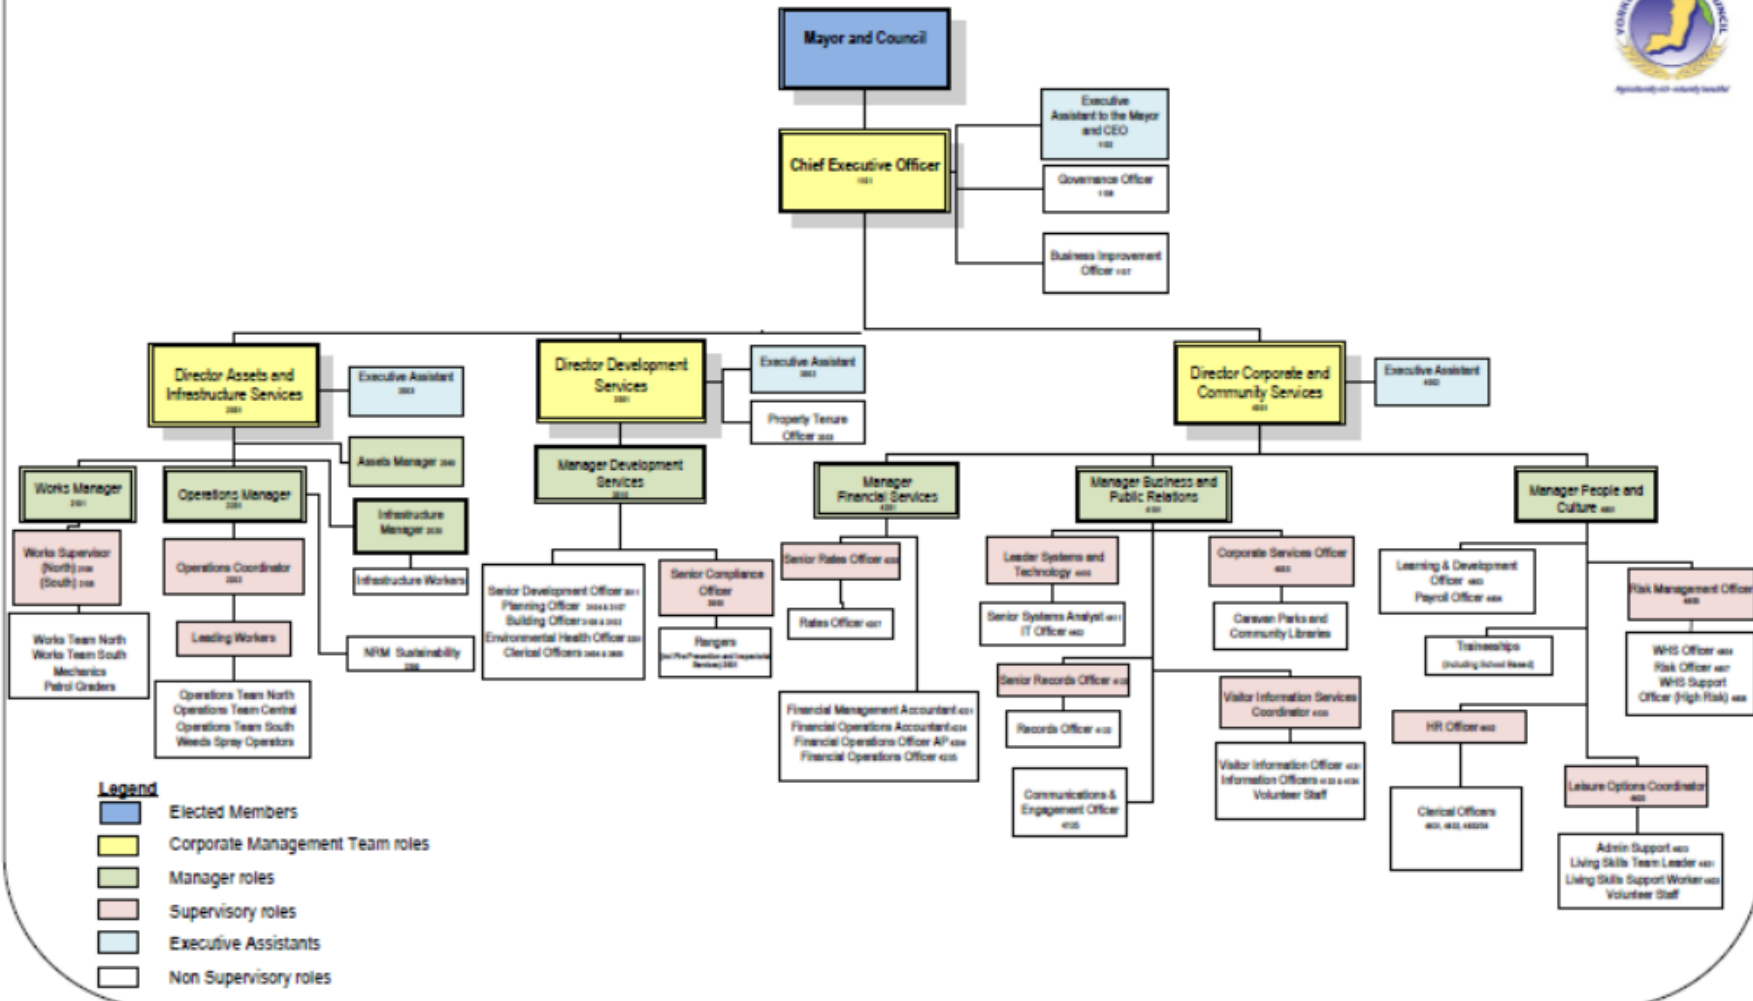 Mayor and Council
Executive
Assistant to the Mayor
and CEO
Chief Executive Officer
Governance Officer
Business Improvement
Officer
Director Assets and
Infrastructure Services
Executive Assistant
Director Development
Services
Executive Assistant
Property Tenure
Officer
Director Corporate and
Community Services
Executive Assistant
Assets Manager
Works Manager
Operations Manager
Infrastructure
Manager
Infrastructure Workers
Works Supervisor
(North)
(South)
Works Team North
Works Team South
Mechanics
Patrol Graders
Operations Coordinator
Leading Workers
Operations Team North
Operations Team Central
Operations Team South
Weeds Spray Operators
NRM Sustainability
Manager Development
Services
Senior Development Officer
Planning Officer
Building Officer
Environmental Health Officer
Clerical Officers
Senior Compliance
Officer
Rangers
Manager
Financial Services
Senior Rates Officer
Rates Officer
Financial Management Accountant
Financial Operations Accountant
Financial Operations Officer AP
Financial Operations Officer
Manager Business and
Public Relations
Leader Systems and
Technology
Senior Systems Analyst
IT Officer
Senior Records Officer
Records Officer
Communications &
Engagement Officer
Corporate Services Officer
Caravan Parks and
Community Libraries
Visitor Information Services
Coordinator
Visitor Information Officer
Information Officers
Volunteer Staff
Manager People and
Culture
Learning & Development
Officer
Payroll Officer
Traineeships
(Including School Based)
Risk Management Officer
WHS Officer
Risk Officer
WHS Support
Officer (High Risk)
HR Officer
Clerical Officers
Leisure Options Coordinator
Admin Support
Living Skills Team Leader
Living Skills Support Worker
Volunteer Staff
Legend
Elected Members
Corporate Management Team roles
Manager roles
Supervisory roles
Executive Assistants
Non Supervisory roles